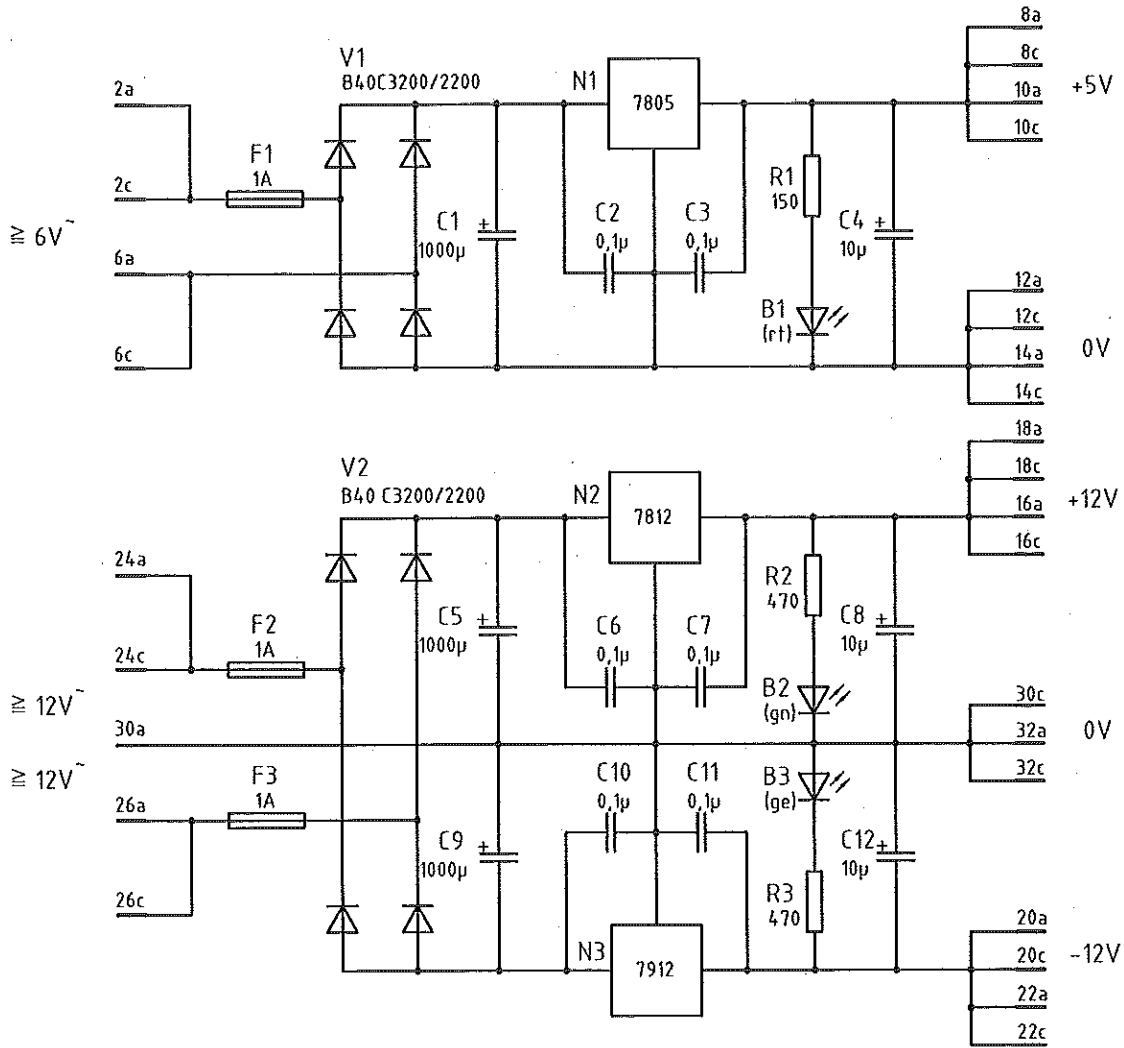 8a
V1
B40C3200/2200
N1
7805
8c
2a
10a
+5V
10c
F1
1A
R1
150
2c
C1
1000µ
C2
0,1µ
C3
0,1µ
C4
10µ
≧ 6V~
6a
12a
B1
(rt)
12c
6c
14a
0V
14c
18a
V2
B40 C3200/2200
N2
7812
18c
16a
+12V
16c
24a
R2
470
F2
1A
C5
1000µ
C6
0,1µ
C7
0,1µ
C8
10µ
24c
B2
(gn)
≧ 12V~
30c
30a
32a
0V
≧ 12V~
F3
1A
C10
0,1µ
C11
0,1µ
B3
(ge)
32c
26a
C9
1000µ
C12
10µ
R3
470
26c
20a
N3
7912
20c
-12V
22a
22c